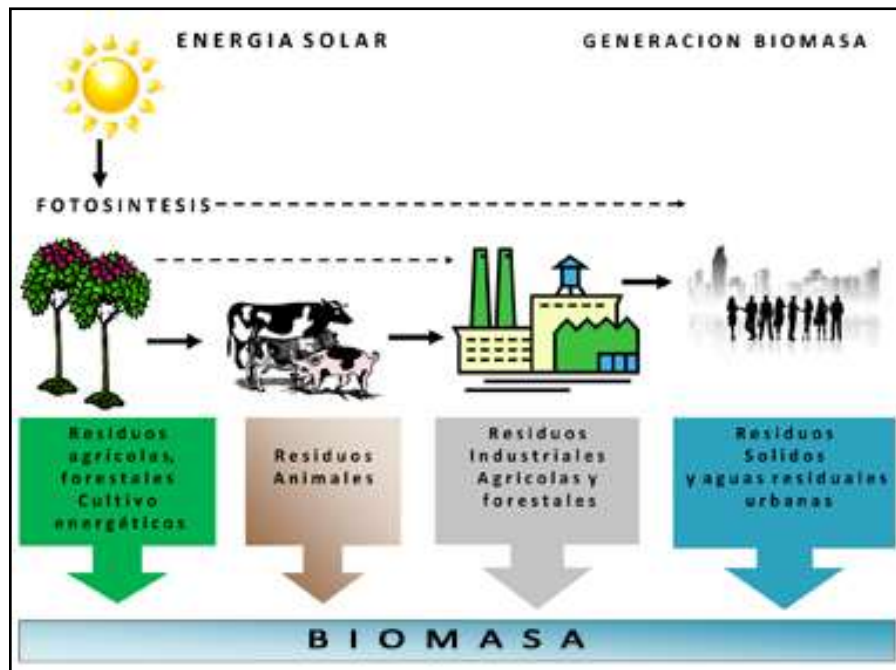 ENERGIA SOLAR
GENERACION BIOMASA
FOTOSINTESIS
Residuos
agrícolas,
forestales
Cultivo
energéticos
Residuos
Animales
Residuos
Industriales
Agricolas y
forestales
Residuos
Solidos
y aguas residuales
urbanas
BIOMASA